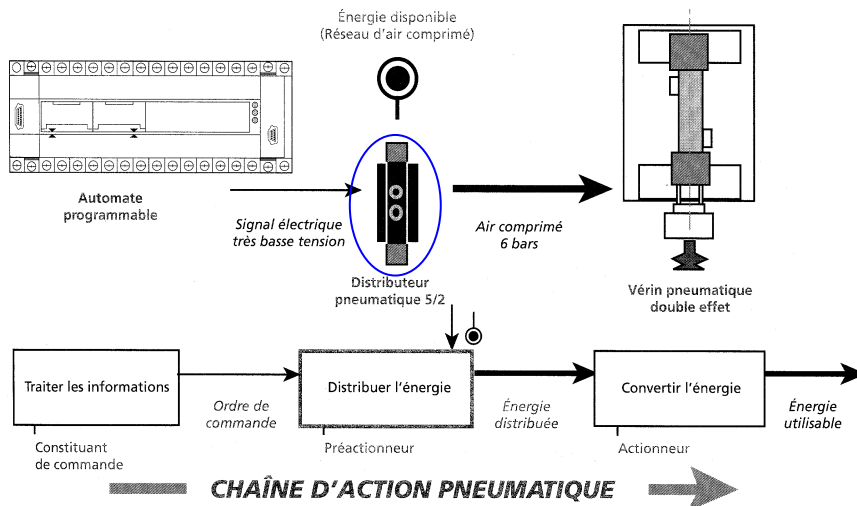 Énergie disponible
(Réseau d'air comprimé)
Automate
programmable
Signal électrique
très basse tension
Air comprimé
6 bars
Distributeur
pneumatique 5/2
Vérin pneumatique
double effet
Traiter les informations
Ordre de
commande
Distribuer l'énergie
Énergie
distribuée
Convertir l'énergie
Énergie
utilisable
Constituant
de commande
Préactionneur
Actionneur
CHAÎNE D'ACTION PNEUMATIQUE